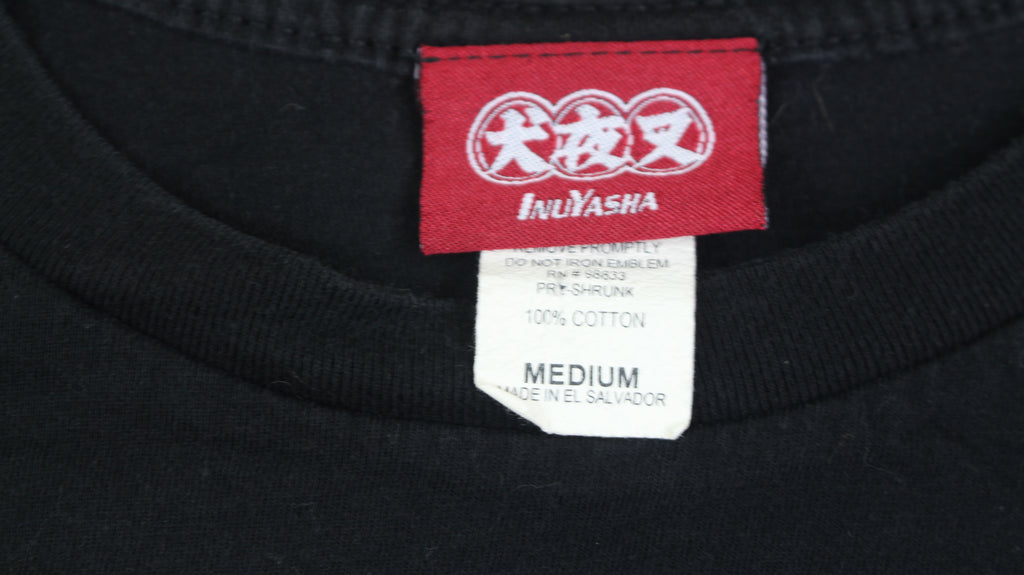 犬夜叉
INUYASHA
REMOVE PROMPTLY
DO NOT IRON EMBLEM
RN # 98833
PRE-SHRUNK
100% COTTON
MEDIUM
MADE IN EL SALVADOR